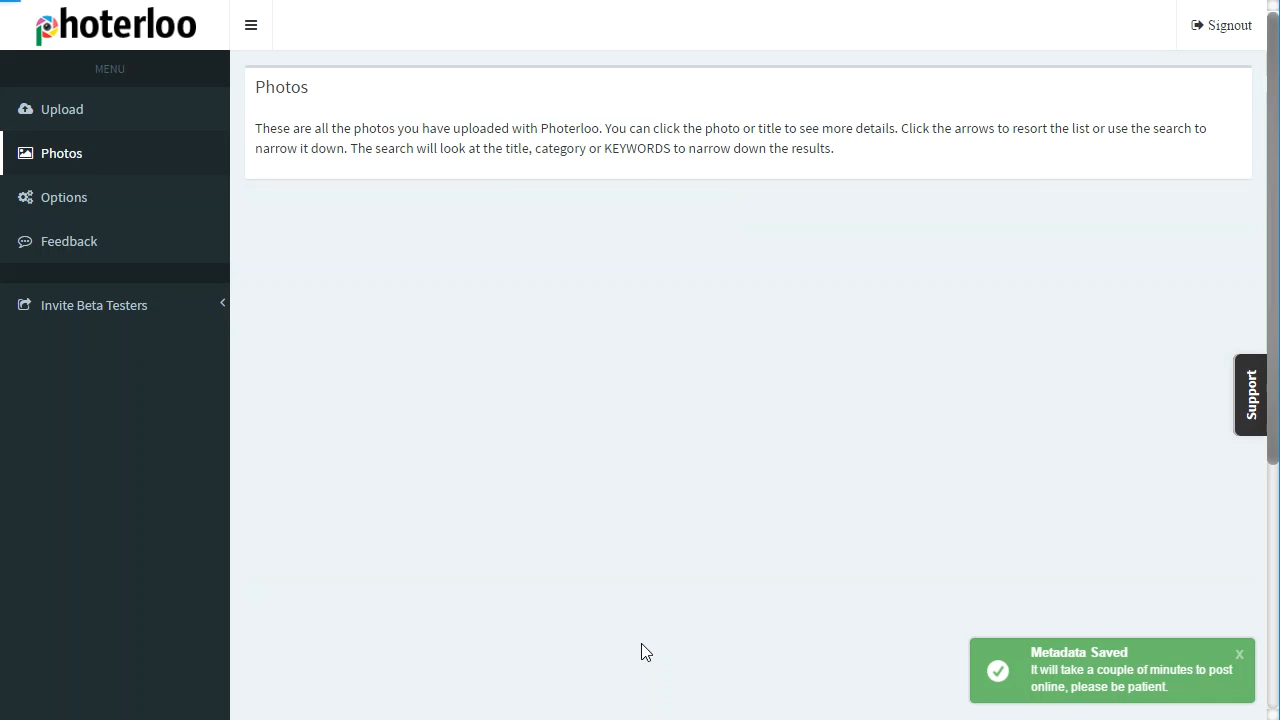 photerloo
Signout
MENU
Upload
Photos
Options
Feedback
Invite Beta Testers
Photos
These are all the photos you have uploaded with Photerloo. You can click the photo or title to see more details. Click the arrows to resort the list or use the search to
narrow it down. The search will look at the title, category or KEYWORDS to narrow down the results.
Support
Metadata Saved
x
It will take a couple of minutes to post
online, please be patient.